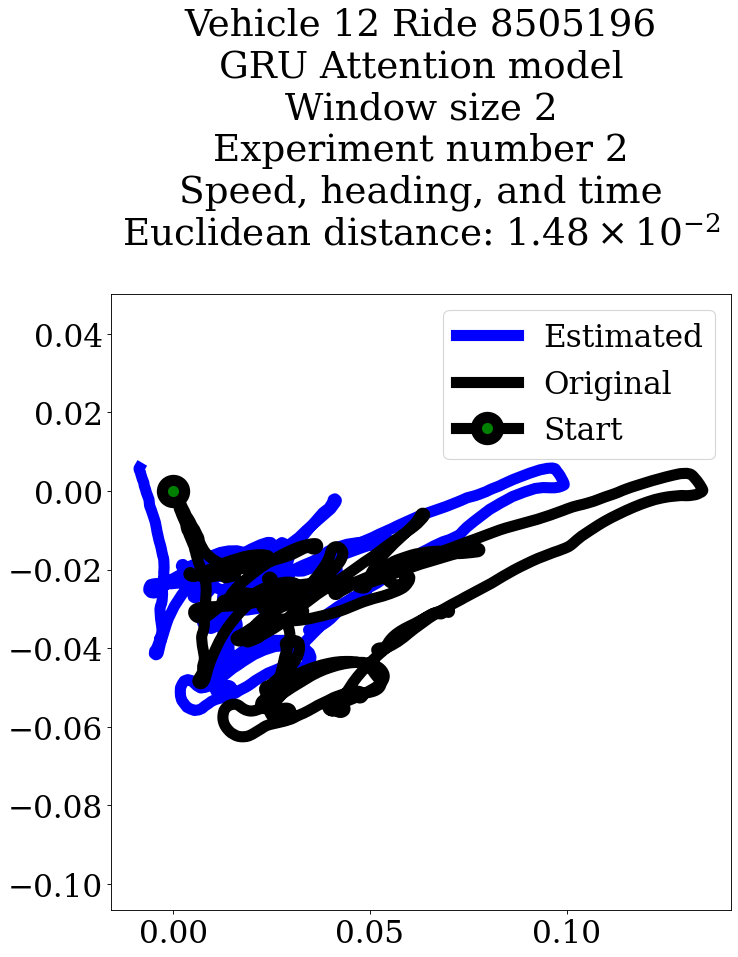 Vehicle 12 Ride 8505196
GRU Attention model
Window size 2
Experiment number 2
Speed, heading, and time
Euclidean distance: 1.48 × 10⁻²
Estimated
Original
Start
0.04
0.02
0.00
−0.02
−0.04
−0.06
−0.08
−0.10
0.00 0.05 0.10